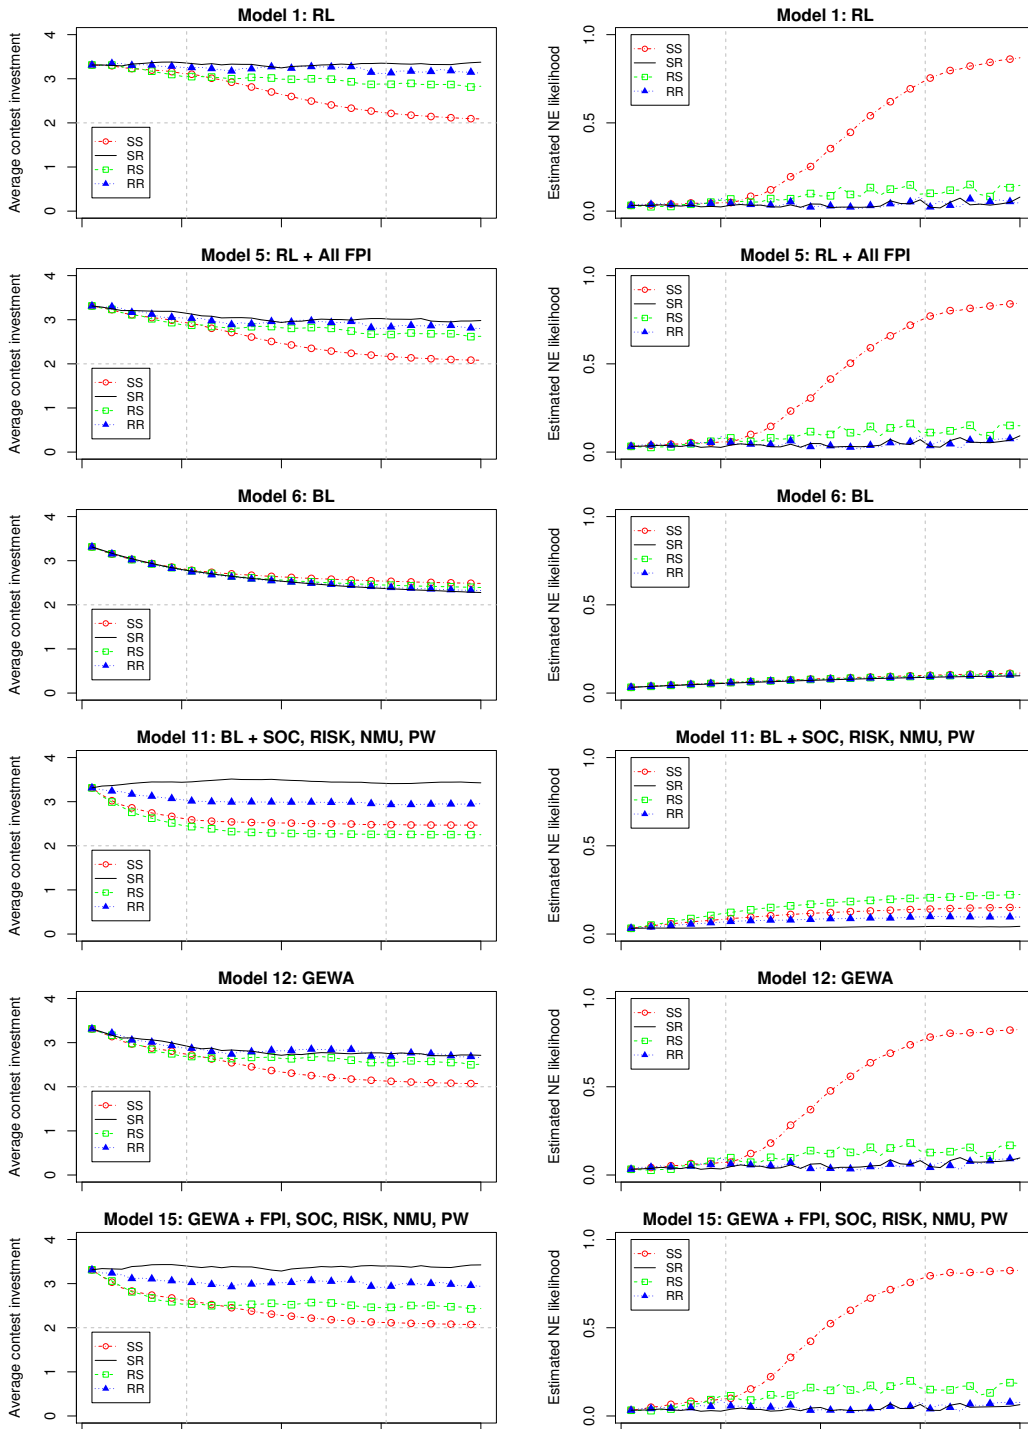 Model 1: RL
Average contest investment
4
3
2
1
0
SS
SR
RS
RR
Model 1: RL
Estimated NE likelihood
1.0
0.5
0.0
SS
SR
RS
RR
Model 5: RL + All FPI
Average contest investment
4
3
2
1
0
SS
SR
RS
RR
Model 5: RL + All FPI
Estimated NE likelihood
1.0
0.5
0.0
SS
SR
RS
RR
Model 6: BL
Average contest investment
4
3
2
1
0
SS
SR
RS
RR
Model 6: BL
Estimated NE likelihood
1.0
0.5
0.0
SS
SR
RS
RR
Model 11: BL + SOC, RISK, NMU, PW
Average contest investment
4
3
2
1
0
SS
SR
RS
RR
Model 11: BL + SOC, RISK, NMU, PW
Estimated NE likelihood
1.0
0.5
0.0
SS
SR
RS
RR
Model 12: GEWA
Average contest investment
4
3
2
1
0
SS
SR
RS
RR
Model 12: GEWA
Estimated NE likelihood
1.0
0.5
0.0
SS
SR
RS
RR
Model 15: GEWA + FPI, SOC, RISK, NMU, PW
Average contest investment
4
3
2
1
0
SS
SR
RS
RR
Model 15: GEWA + FPI, SOC, RISK, NMU, PW
Estimated NE likelihood
1.0
0.5
0.0
SS
SR
RS
RR